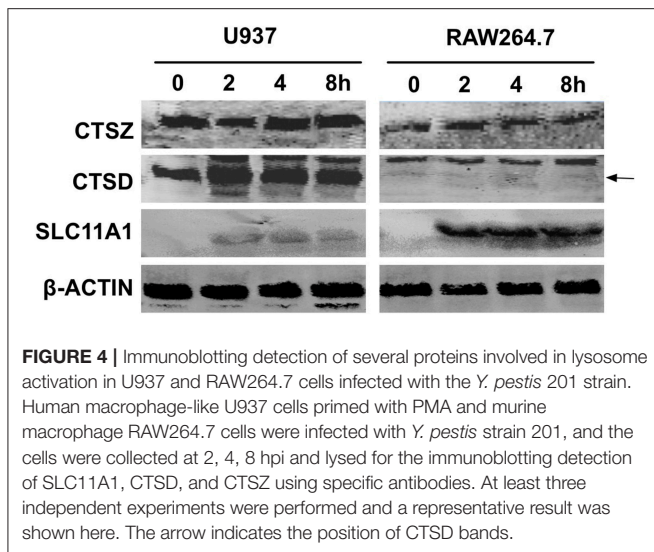 U937 RAW264.7
0 2 4 8h 0 2 4 8h
CTSZ
CTSD
SLC11A1
β-ACTIN
FIGURE 4 | Immunoblotting detection of several proteins involved in lysosome
activation in U937 and RAW264.7 cells infected with the Y. pestis 201 strain.
Human macrophage-like U937 cells primed with PMA and murine
macrophage RAW264.7 cells were infected with Y. pestis strain 201, and the
cells were collected at 2, 4, 8 hpi and lysed for the immunoblotting detection
of SLC11A1, CTSD, and CTSZ using specific antibodies. At least three
independent experiments were performed and a representative result was
shown here. The arrow indicates the position of CTSD bands.